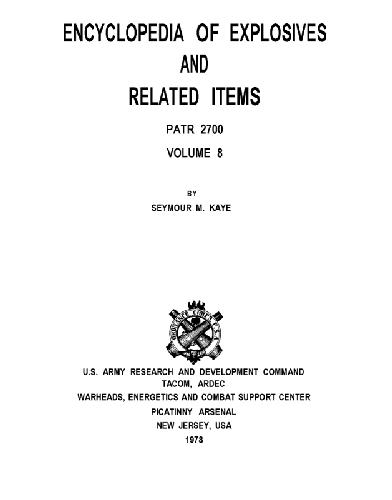 ENCYCLOPEDIA OF EXPLOSIVES
AND
RELATED ITEMS
PATR 2700
VOLUME 8
BY
SEYMOUR M. KAYE
U.S. ARMY RESEARCH AND DEVELOPMENT COMMAND
TACOM, ARDEC
WARHEADS, ENERGETICS AND COMBAT SUPPORT CENTER
PICATINNY ARSENAL
NEW JERSEY, USA
1978